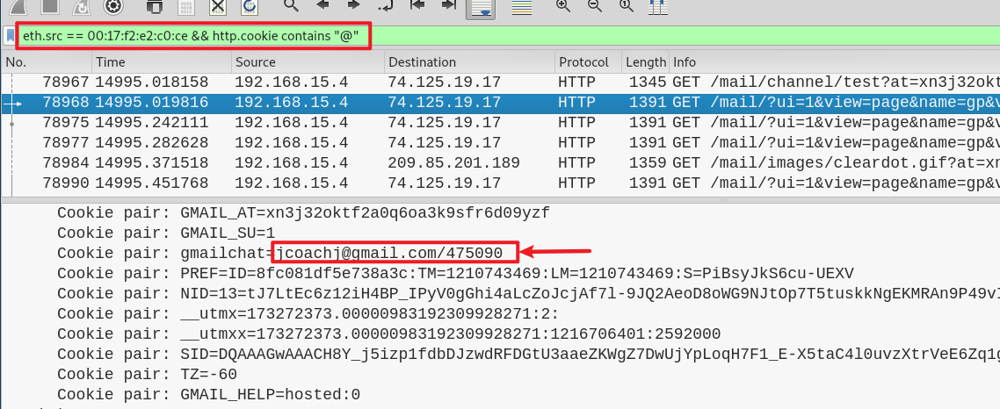 eth.src == 00:17:f2:e2:c0:ce && http.cookie contains "@"
No. Time Source Destination Protocol Length Info
78967 14995.018158 192.168.15.4 74.125.19.17 HTTP 1345 GET /mail/channel/test?at=xn3j32okt
78968 14995.019816 192.168.15.4 74.125.19.17 HTTP 1391 GET /mail/?ui=1&view=page&name=gp&v
78975 14995.242111 192.168.15.4 74.125.19.17 HTTP 1391 GET /mail/?ui=1&view=page&name=gp&v
78977 14995.282628 192.168.15.4 74.125.19.17 HTTP 1391 GET /mail/?ui=1&view=page&name=gp&v
78984 14995.371518 192.168.15.4 209.85.201.189 HTTP 1359 GET /mail/images/cleardot.gif?at=xn
78990 14995.451768 192.168.15.4 74.125.19.17 HTTP 1391 GET /mail/?ui=1&view=page&name=gp&v
Cookie pair: GMAIL_AT=xn3j32oktf2a0q6oa3k9sfr6d09yzf
Cookie pair: GMAIL_SU=1
Cookie pair: gmailchat=jcoachj@gmail.com/475090
Cookie pair: PREF=ID=8fc081df5e738a3c:TM=1210743469:LM=1210743469:S=PiBsyJkS6cu-UEXV
Cookie pair: NID=13=tJ7LtEc6z12iH4BP_IPyV0gGhi4aLcZoJcjAf7l-9JQ2AeoD8oWG9NJtOp7T5tuskkNgEKMRAn9P49vl
Cookie pair: __utmx=173272373.00000983192309928271:2:
Cookie pair: __utmxx=173272373.00000983192309928271:1216706401:2592000
Cookie pair: SID=DQAAAGwAAACH8Y_j5izp1fdbDJzwdRFDGtU3aaeZKWgZ7DwUjYpLoqH7F1_E-X5taC4l0uvzXtrVeE6Zq1g
Cookie pair: TZ=-60
Cookie pair: GMAIL_HELP=hosted:0